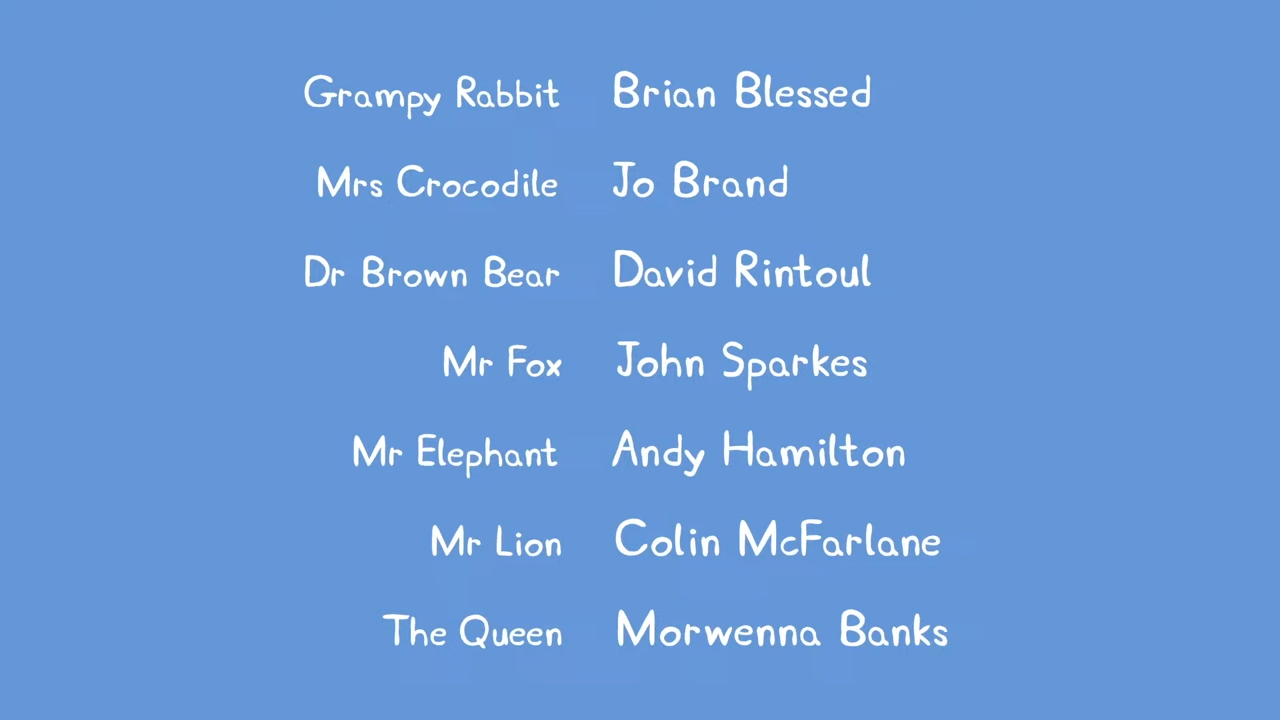 Grampy Rabbit Brian Blessed
Mrs Crocodile Jo Brand
Dr Brown Bear David Rintoul
Mr Fox John Sparkes
Mr Elephant Andy Hamilton
Mr Lion Colin McFarlane
The Queen Morwenna Banks